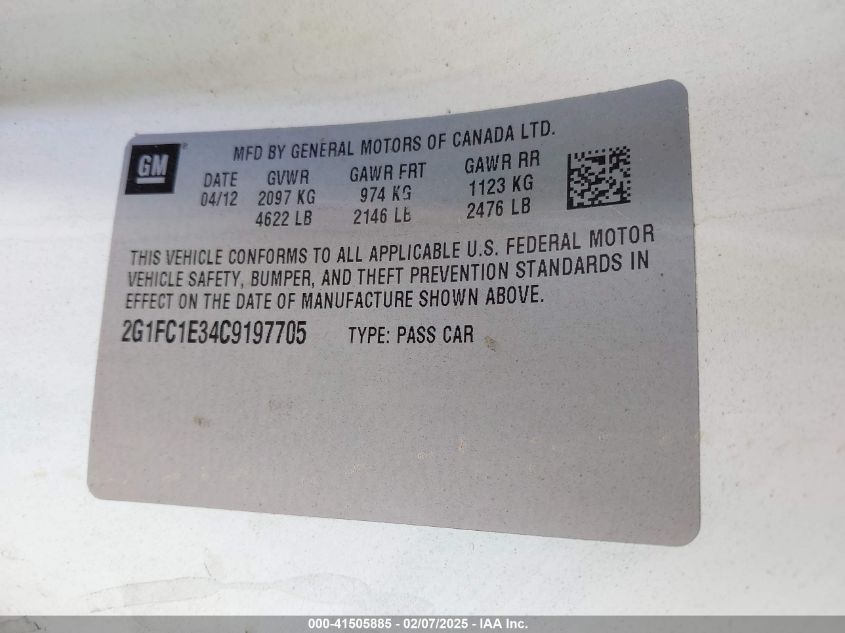 MFD BY GENERAL MOTORS OF CANADA LTD.
GM
DATE GVWR GAWR FRT GAWR RR
04/12 2097 KG 974 KG 1123 KG
4622 LB 2146 LB 2476 LB
THIS VEHICLE CONFORMS TO ALL APPLICABLE U.S. FEDERAL MOTOR
VEHICLE SAFETY, BUMPER, AND THEFT PREVENTION STANDARDS IN
EFFECT ON THE DATE OF MANUFACTURE SHOWN ABOVE.
2G1FC1E34C9197705 TYPE: PASS CAR
000-41505885 - 02/07/2025 - IAA Inc.